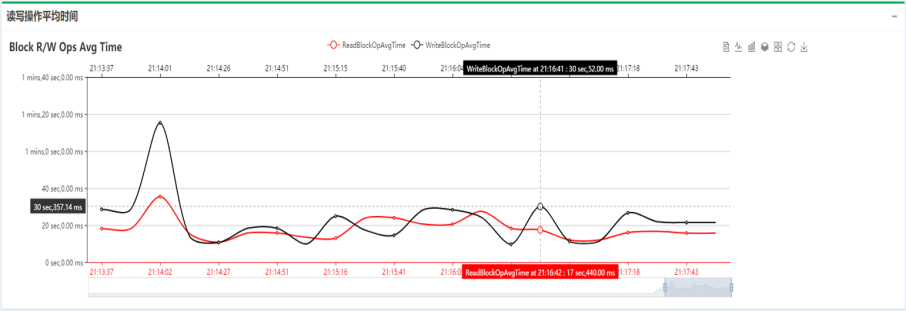 读写操作平均时间
Block R/W Ops Avg Time
ReadBlockOpAvgTime WriteBlockOpAvgTime
21:13:37 21:14:01 21:14:26 21:14:51 21:15:16 21:15:41 21:16:0 WriteBlockOpAvgTime at 21:16:41 : 30 sec,52.00 ms 1:17:18 21:17:43
1 mins,40 sec,0.00 ms
1 mins,20 sec,0.00 ms
1 mins,0 sec,0.00 ms
40 sec,0.00 ms
30 sec,357.14 ms
20 sec,0.00 ms
0 sec,0.00 ms
21:13:37 21:14:02 21:14:27 21:14:51 21:15:16 21:15:41 21:16:0 ReadBlockOpAvgTime at 21:16:42 : 17 sec,440.00 ms 1:17:18 21:17:43